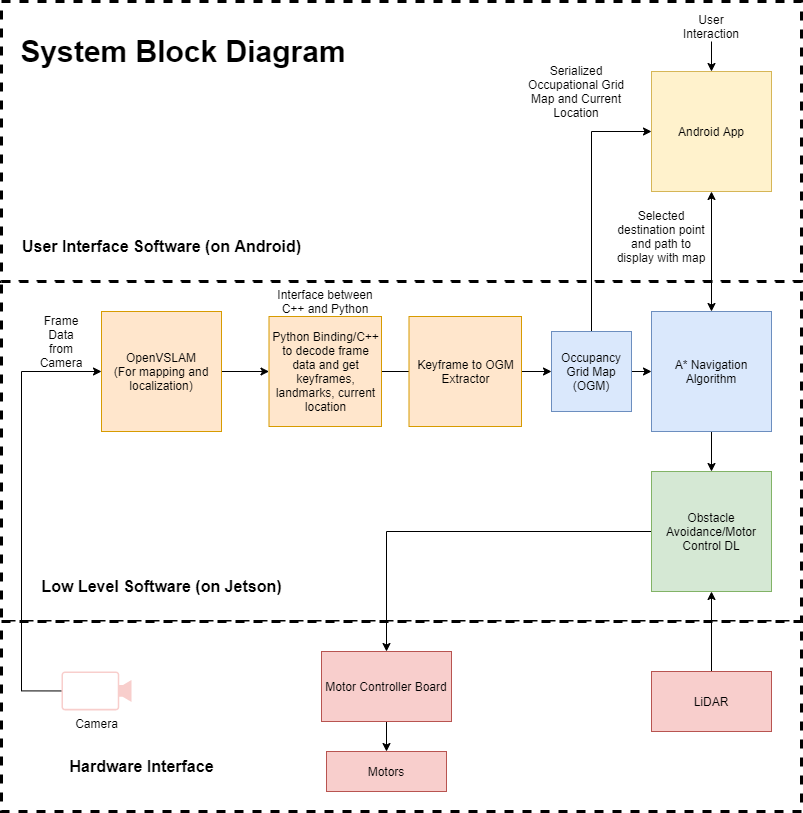 System Block Diagram
User
Interaction
Serialized
Occupational Grid
Map and Current
Location
Android App
Selected
destination point
and path to
display with map
User Interface Software (on Android)
Frame
Data
from
Camera
OpenVSLAM
(For mapping and
localization)
Interface between
C++ and Python
Python Binding/C++
to decode frame
data and get
keyframes,
landmarks, current
location
Keyframe to OGM
Extractor
Occupancy
Grid Map
(OGM)
A* Navigation
Algorithm
Obstacle
Avoidance/Motor
Control DL
Low Level Software (on Jetson)
Camera
Motor Controller Board
LiDAR
Motors
Hardware Interface